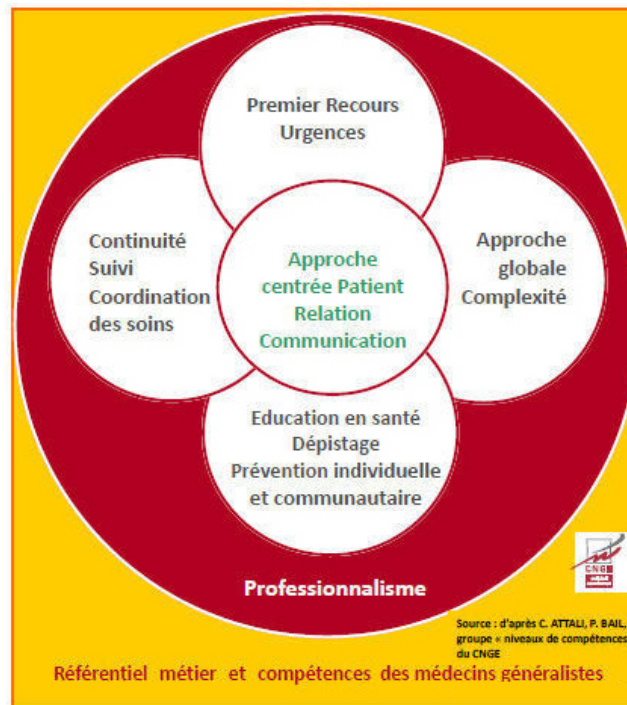 Premier Recours
Urgences
Continuité
Suivi
Coordination
des soins
Approche
centrée Patient
Relation
Communication
Approche
globale
Complexité
Education en santé
Dépistage
Prévention individuelle
et communautaire
Professionnalisme
CNGE
Source : d'après C. ATTALI, P. BAIL,
groupe « niveaux de compétences
du CNGE
Référentiel métier et compétences des médecins généralistes